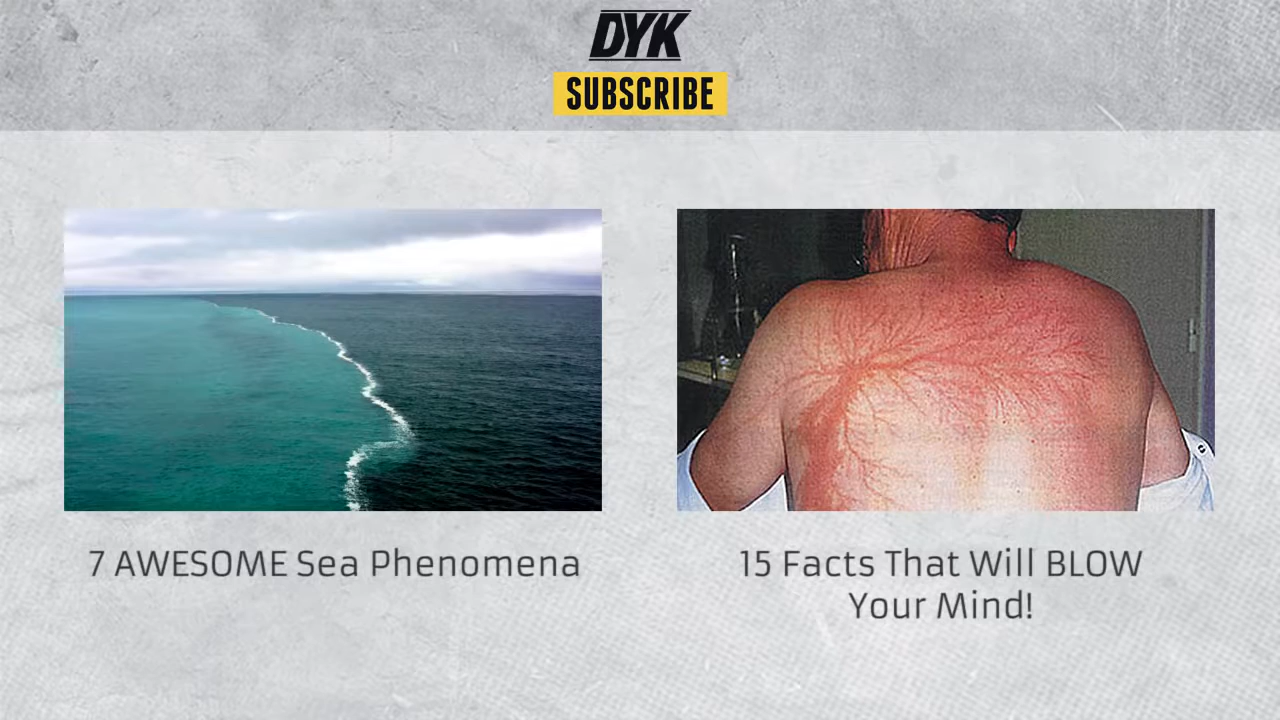 DYK
SUBSCRIBE
7 AWESOME Sea Phenomena
15 Facts That Will BLOW
Your Mind!